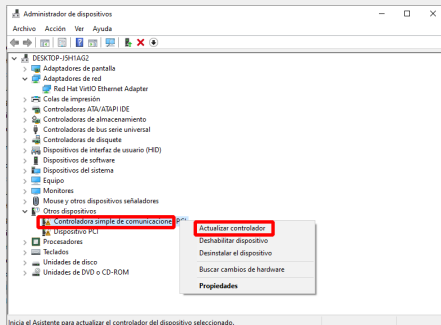 Administrador de dispositivos
Archivo Acción Ver Ayuda
DESKTOP-J5H1AG2
Adaptadores de pantalla
Adaptadores de red
Red Hat VirtIO Ethernet Adapter
Colas de impresión
Controladoras ATA/ATAPI IDE
Controladoras de almacenamiento
Controladoras de bus serie universal
Controladoras de disquete
Dispositivos de interfaz de usuario (HID)
Dispositivos de software
Dispositivos del sistema
Equipo
Monitores
Mouse y otros dispositivos señaladores
Otros dispositivos
Controladora simple de comunicaciones PCI
Dispositivo PCI
Procesadores
Teclados
Unidades de disco
Unidades de DVD o CD-ROM
Actualizar controlador
Deshabilitar dispositivo
Desinstalar el dispositivo
Buscar cambios de hardware
Propiedades
Inicia el Asistente para actualizar el controlador del dispositivo seleccionado.